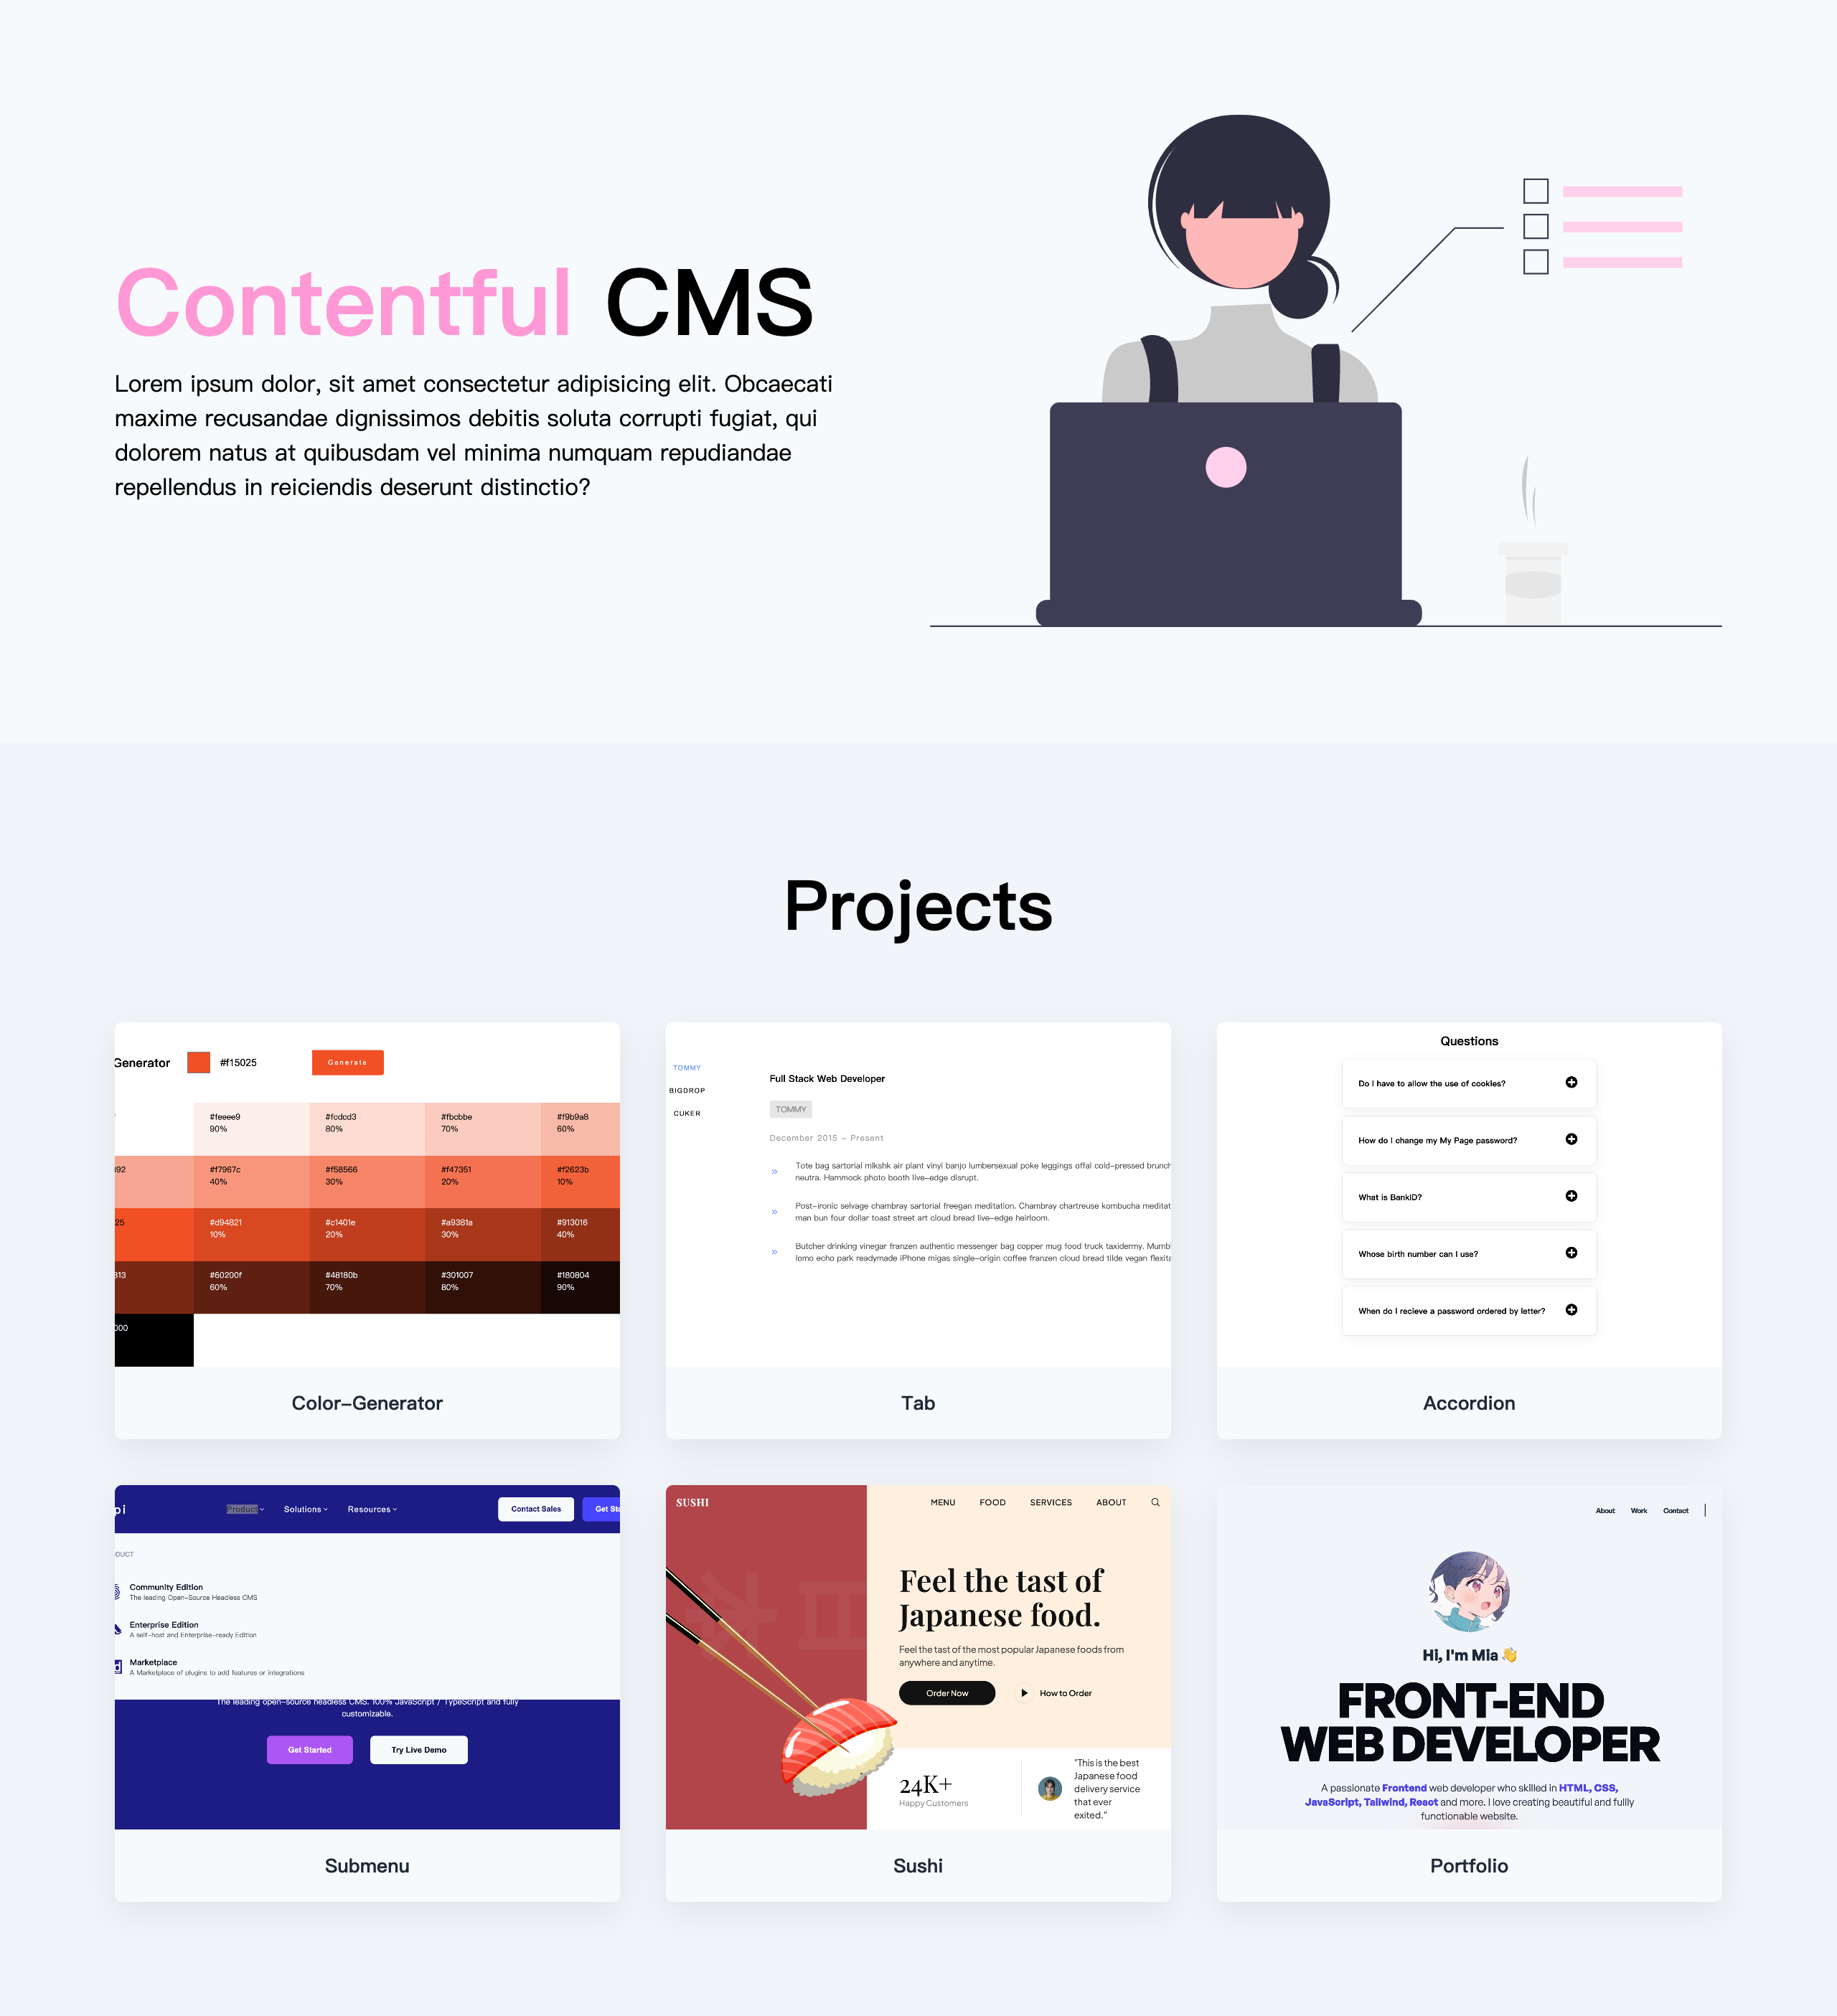 Contentful CMS
Lorem ipsum dolor, sit amet consectetur adipisicing elit. Obcaecati
maxime recusandae dignissimos debitis soluta corrupti fugiat, qui
dolorem natus at quibusdam vel minima numquam repudiandae
repellendus in reiciendis deserunt distinctio?
Projects
Generator #f15025 Generate
#feeee9 #fcdcd3 #fbcbbe #f9b9a8
90% 80% 70% 60%
#f7967c #f58566 #f47351 #f2623b
40% 30% 20% 10%
#d94821 #c1401e #a9381a #913016
10% 20% 30% 40%
#60200f #48180b #301007 #180804
60% 70% 80% 90%
Color-Generator
TOMMY
BIGDROP
CUKER
Full Stack Web Developer
TOMMY
December 2015 - Present
Tote bag sartorial mlkshk air plant vinyl banjo lumbersexual poke leggings offal cold-pressed brunch
neutra. Hammock photo booth live-edge disrupt.
Post-ironic selvage chambray sartorial freegan meditation. Chambray chartreuse kombucha meditat
man bun four dollar toast street art cloud bread live-edge heirloom.
Butcher drinking vinegar franzen authentic messenger bag copper mug food truck taxidermy. Mumbl
lomo echo park readymade iPhone migas single-origin coffee franzen cloud bread tilde vegan flexita
Tab
Questions
Do I have to allow the use of cookies?
How do I change my My Page password?
What is BankID?
Whose birth number can I use?
When do I recieve a password ordered by letter?
Accordion
pi Product Solutions Resources Contact Sales Get Sta
DUCT
Community Edition
The leading Open-Source Headless CMS
Enterprise Edition
A self-host and Enterprise-ready Edition
Marketplace
A Marketplace of plugins to add features or integrations
The leading open-source headless CMS. 100% JavaScript / TypeScript and fully
customizable.
Get Started Try Live Demo
Submenu
SUSHI MENU FOOD SERVICES ABOUT
日本
Feel the tast of
Japanese food.
Feel the tast of the most popular Japanese foods from
anywhere and anytime.
Order Now How to Order
24K+
Happy Customers
"This is the best
Japanese food
delivery service
that ever
exited."
Sushi
About Work Contact
Hi, I'm Mia 👋
FRONT-END
WEB DEVELOPER
A passionate Frontend web developer who skilled in HTML, CSS,
JavaScript, Tailwind, React and more. I love creating beautiful and fullly
functionable website.
Portfolio